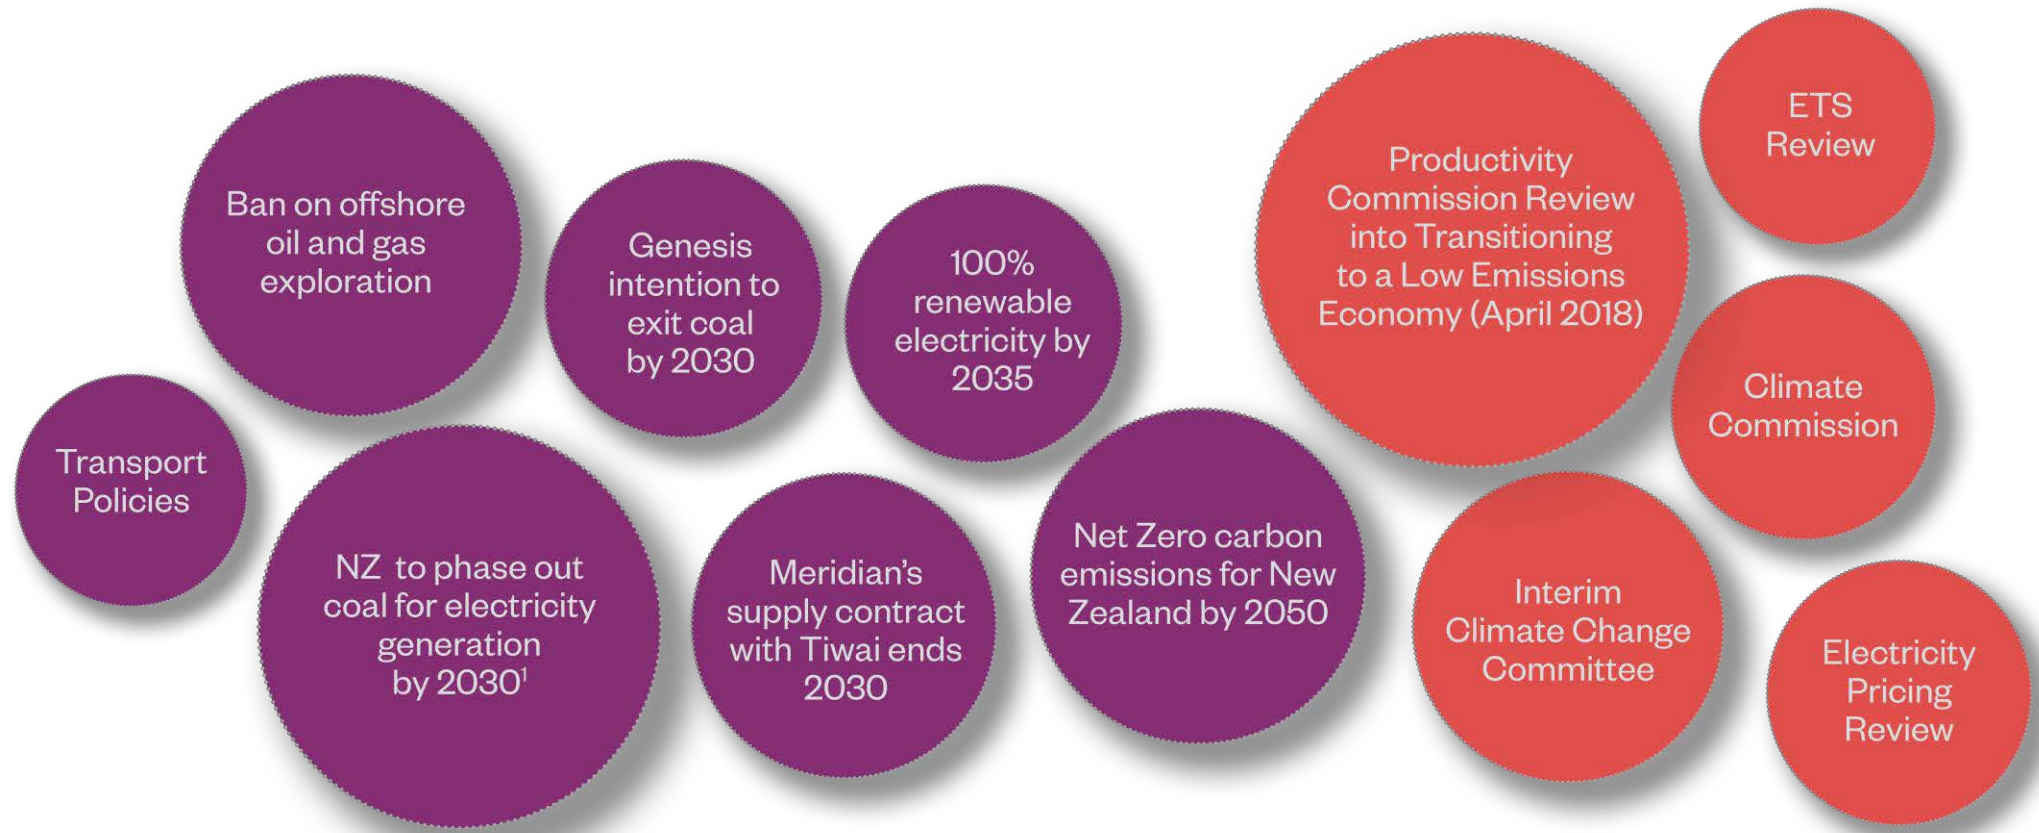 Transport
Policies
Ban on offshore
oil and gas
exploration
NZ  to phase out
coal for electricity
generation
by 2030¹
Genesis
intention to
exit coal
by 2030
Meridian’s
supply contract
with Tiwai ends
2030
100%
renewable
electricity by
2035
Net Zero carbon
emissions for New
Zealand by 2050
Productivity
Commission Review
into Transitioning
to a Low Emissions
Economy (April 2018)
Interim
Climate Change
Committee
ETS
Review
Climate
Commission
Electricity
Pricing
Review